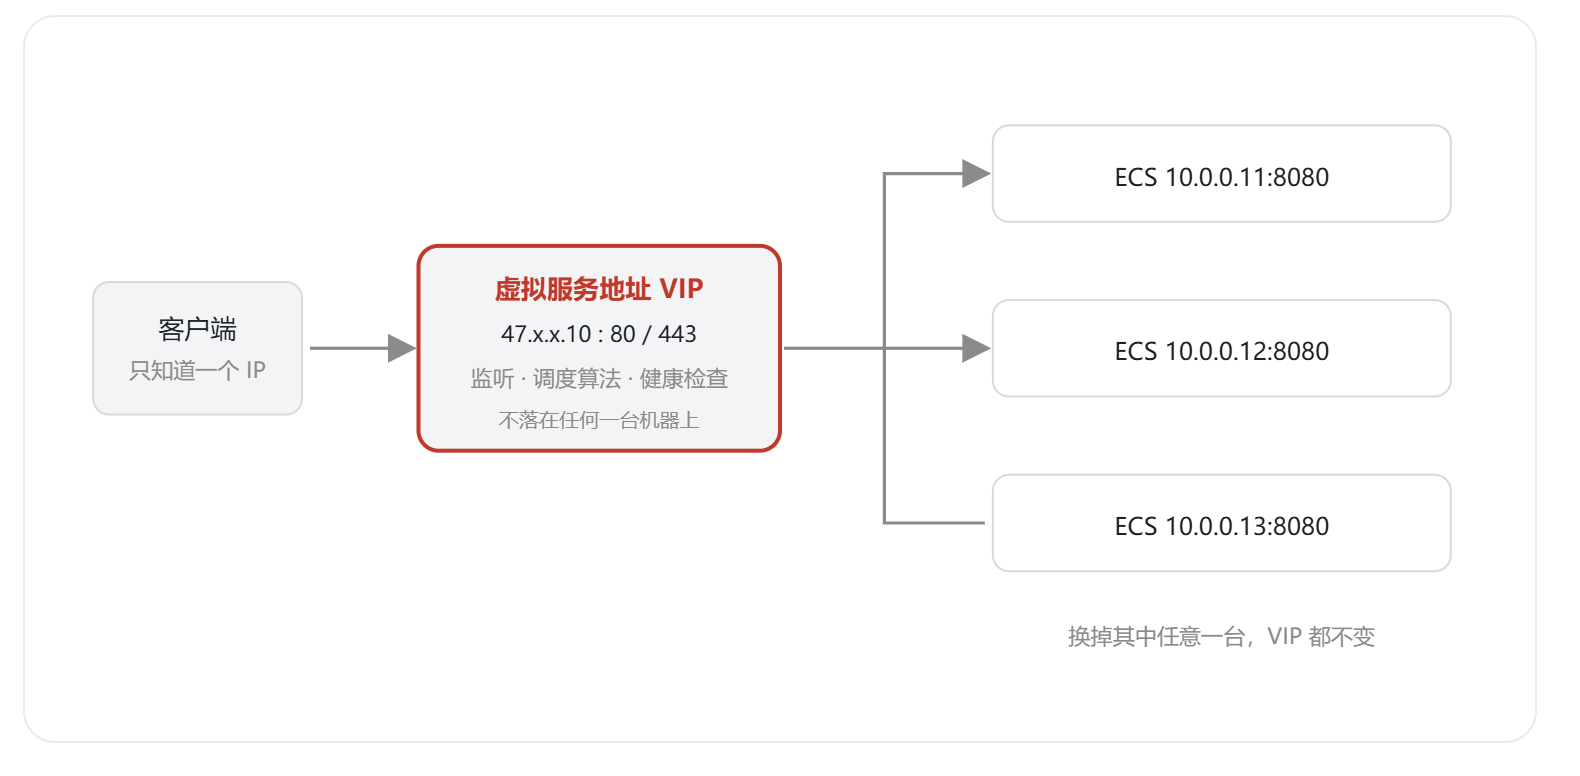 客户端
只知道一个 IP
虚拟服务地址 VIP
47.x.x.10 : 80 / 443
监听 · 调度算法 · 健康检查
不落在任何一台机器上
ECS 10.0.0.11:8080
ECS 10.0.0.12:8080
ECS 10.0.0.13:8080
换掉其中任意一台，VIP 都不变